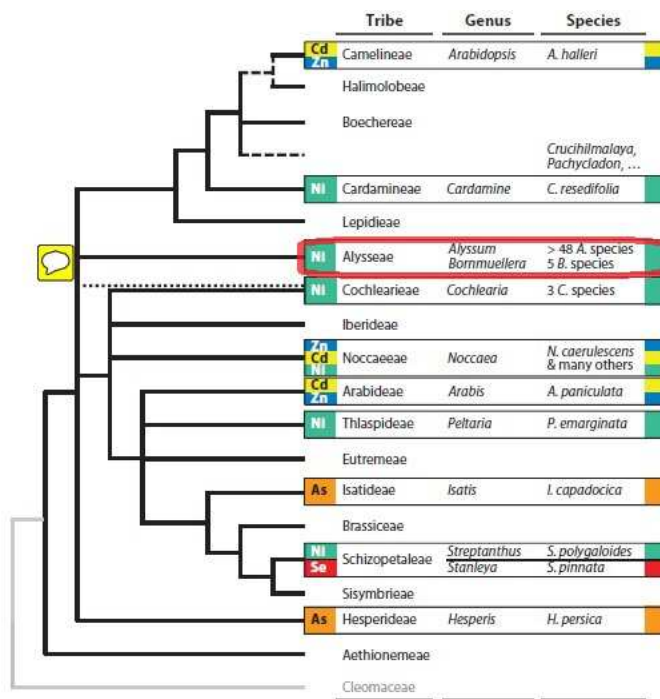 Tribe Genus Species
Cd Camelineae Arabidopsis A. halleri
Zn
Halimolobeae
Boechereae
Crucihimalaya,
Pachycladon, ...
Ni Cardamineae Cardamine C. resedifolia
Lepidieae
Ni Alysseae Alyssum > 48 A. species
Bornmuellera 5 B. species
Ni Cochlearieae Cochlearia 3 C. species
Iberideae
Zn
Cd Noccaeeae Noccaea N. caerulescens
Ni & many others
Cd Arabideae Arabis A. paniculata
Zn
Ni Thlaspideae Peltaria P. emarginata
Eutremeae
As Isatideae Isatis I. capadocica
Brassiceae
Ni Schizopetaleae Streptanthus S. polygaloides
Se Stanleya S. pinnata
Sisymbrieae
As Hesperideae Hesperis H. persica
Aethionemeae
Cleomaceae